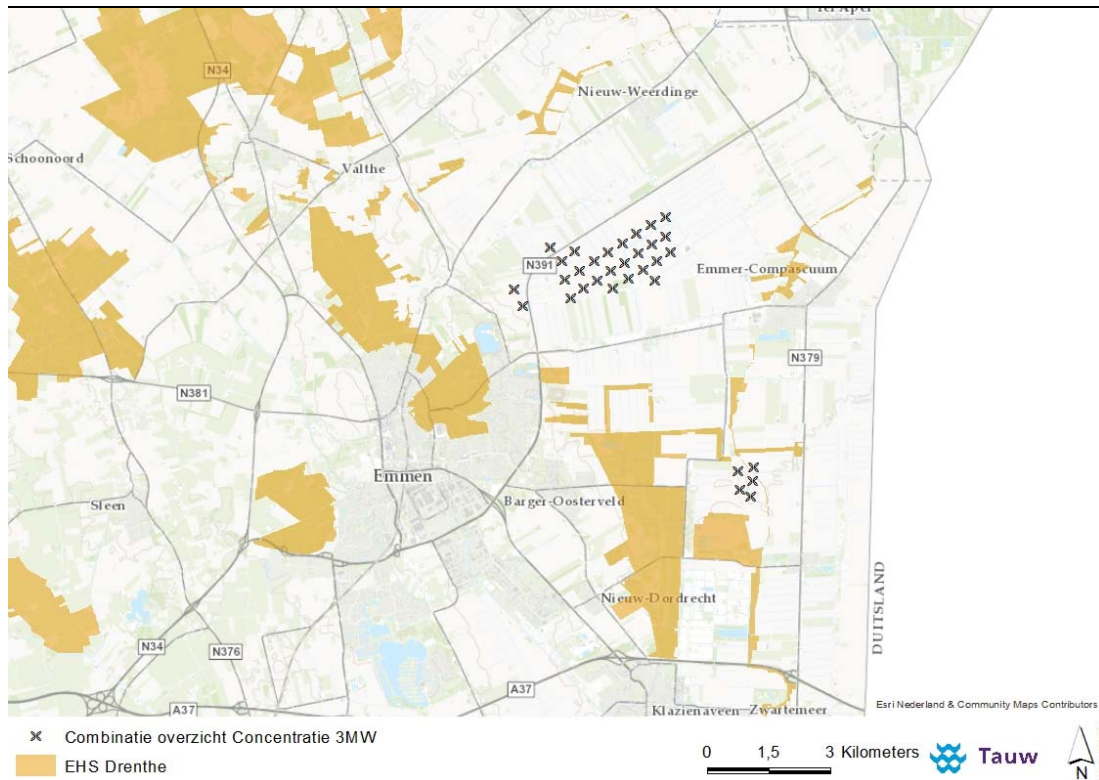 Ter Apel
N34
Nieuw-Weerdinge
Schoonoord
Valthe
N391
Emmer-Compascuum
N379
N381
Emmen
Barger-Oosterveld
Sleen
Nieuw-Dordrecht
DUITSLAND
N34
N376
A37
A37
Klazienaveen
Zwartemeer
Esri Nederland & Community Maps Contributors
Combinatie overzicht Concentratie 3MW
EHS Drenthe
0 1,5 3 Kilometers
Tauw
N